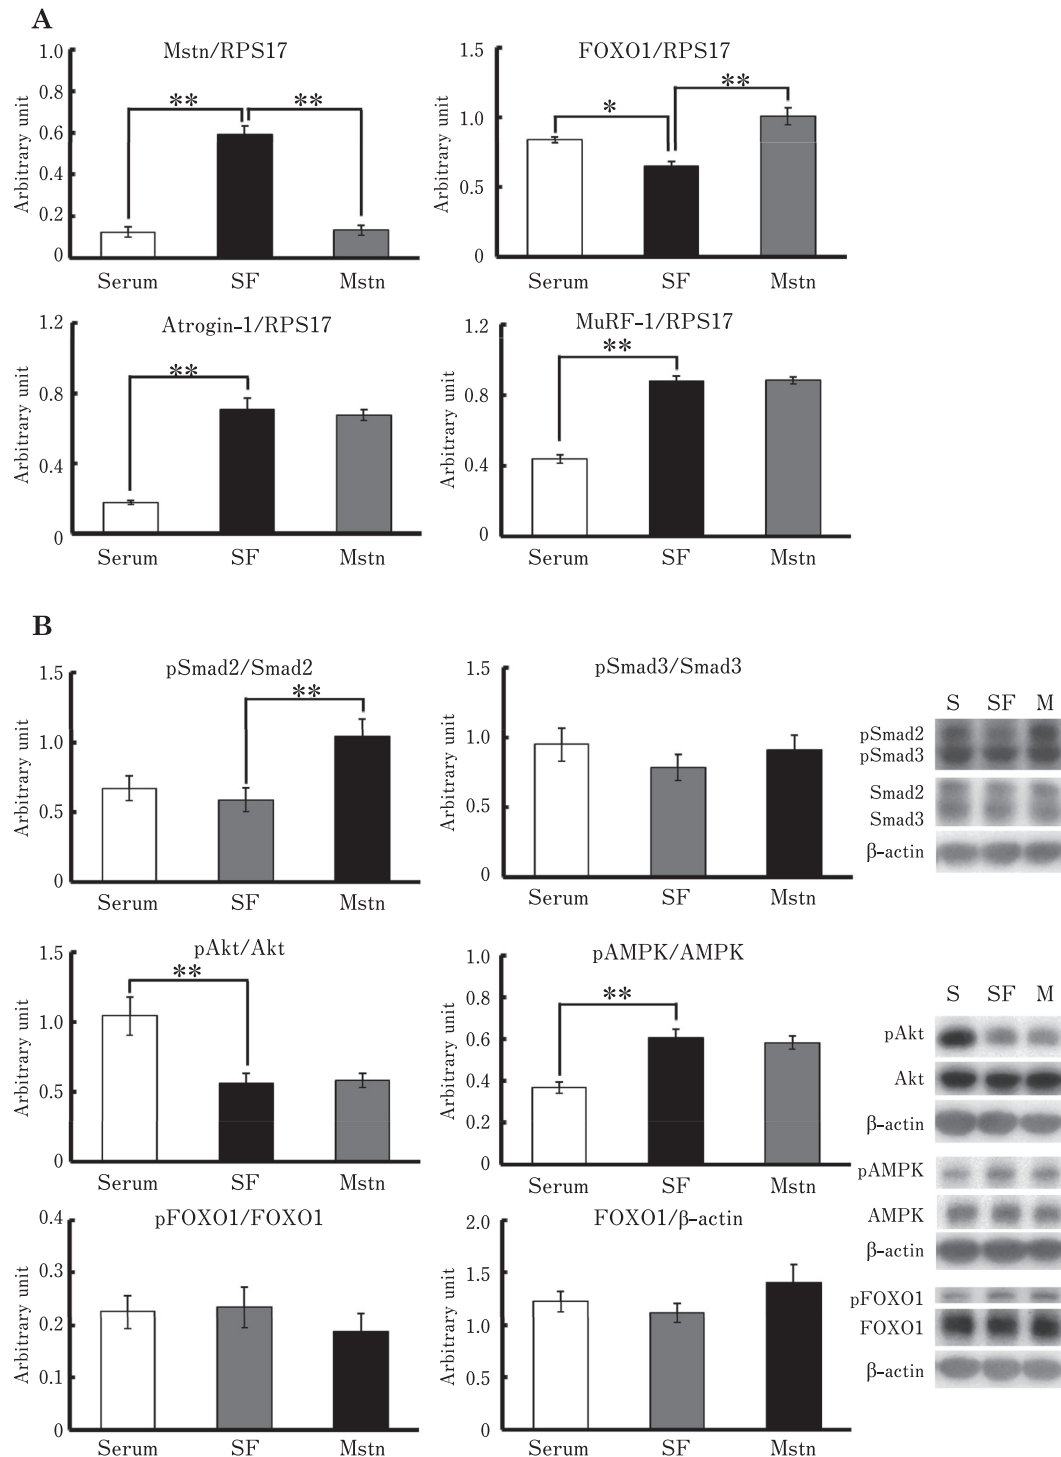 A
Mstn/RPS17
Arbitrary unit
1.0
0.8
0.6
0.4
0.2
0
** **
Serum SF Mstn
FOXO1/RPS17
Arbitrary unit
1.5
1.0
0.5
0
* **
Serum SF Mstn
Atrogin-1/RPS17
Arbitrary unit
1.2
0.8
0.4
0
**
Serum SF Mstn
MuRF-1/RPS17
Arbitrary unit
1.2
0.8
0.4
0
**
Serum SF Mstn
B
pSmad2/Smad2
Arbitrary unit
1.5
1.0
0.5
0
**
Serum SF Mstn
pSmad3/Smad3
Arbitrary unit
1.5
1.0
0.5
0
Serum SF Mstn
S SF M
pSmad2
pSmad3
Smad2
Smad3
β-actin
pAkt/Akt
Arbitrary unit
1.5
1.0
0.5
0
**
Serum SF Mstn
pAMPK/AMPK
Arbitrary unit
1.0
0.8
0.6
0.4
0.2
0
**
Serum SF Mstn
S SF M
pAkt
Akt
β-actin
pAMPK
AMPK
β-actin
pFOXO1
FOXO1
β-actin
pFOXO1/FOXO1
Arbitrary unit
0.4
0.3
0.2
0.1
0
Serum SF Mstn
FOXO1/β-actin
Arbitrary unit
2.0
1.5
1.0
0.5
0
Serum SF Mstn